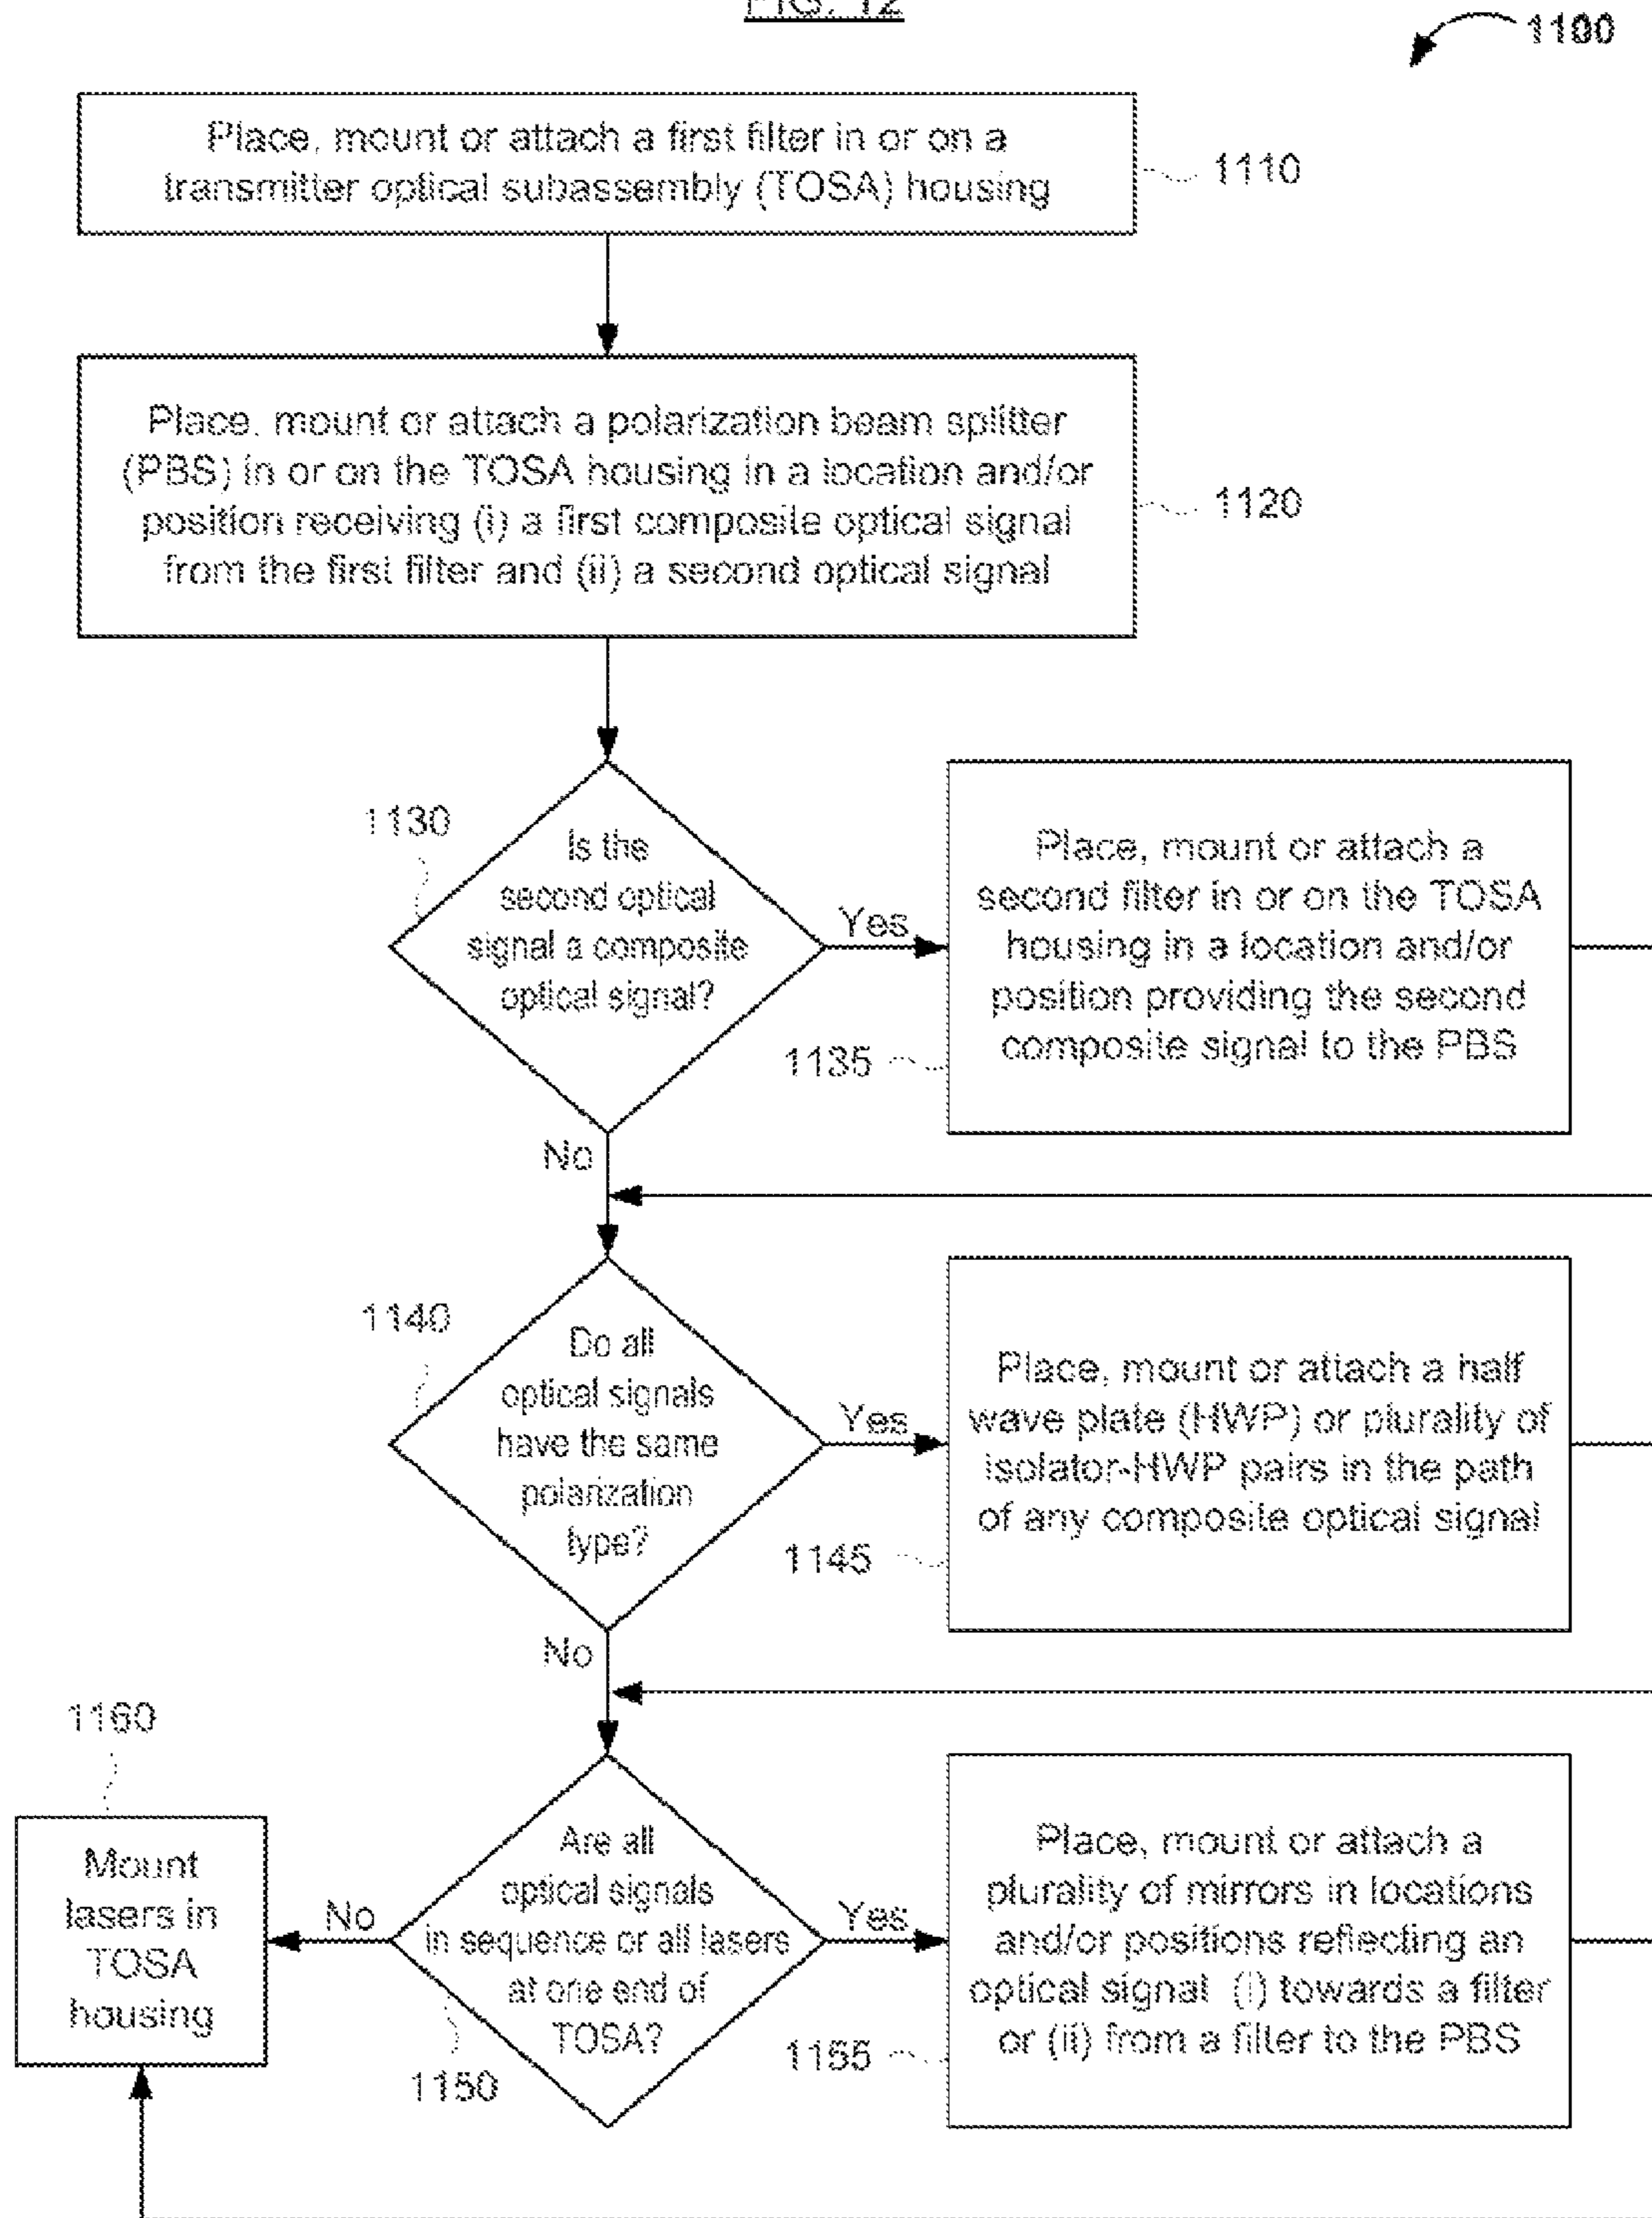 FIG. 12
1100
Place, mount or attach a first filter in or on a
transmitter optical subassembly (TOSA) housing
1110
Place, mount or attach a polarization beam splitter
(PBS) in or on the TOSA housing in a location and/or
position receiving (i) a first composite optical signal
from the first filter and (ii) a second optical signal
1120
1130
Is the
second optical
signal a composite
optical signal?
Yes
No
Place, mount or attach a
second filter in or on the TOSA
housing in a location and/or
position providing the second
composite signal to the PBS
1135
1140
Do all
optical signals
have the same
polarization
type?
Yes
No
Place, mount or attach a half
wave plate (HWP) or plurality of
isolator-HWP pairs in the path
of any composite optical signal
1145
1160
Mount
lasers in
TOSA
housing
No
Are all
optical signals
in sequence or all lasers
at one end of
TOSA?
1150
Yes
Place, mount or attach a
plurality of mirrors in locations
and/or positions reflecting an
optical signal (i) towards a filter
or (ii) from a filter to the PBS
1155